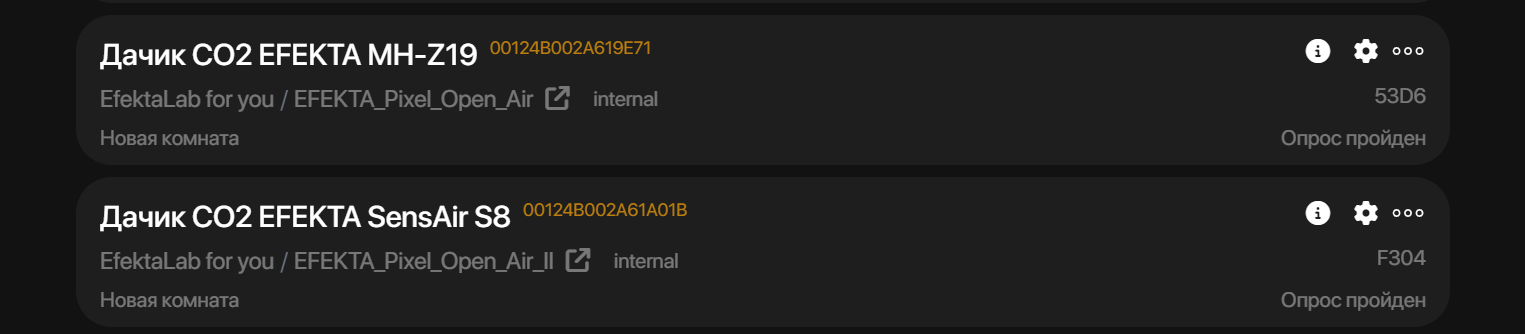 Дачик CO2 EFEKTA MH-Z19 00124B002A619E71
EfektaLab for you / EFEKTA_Pixel_Open_Air internal 53D6
Новая комната Опрос пройден
Дачик CO2 EFEKTA SensAir S8 00124B002A61A01B
EfektaLab for you / EFEKTA_Pixel_Open_Air_II internal F304
Новая комната Опрос пройден